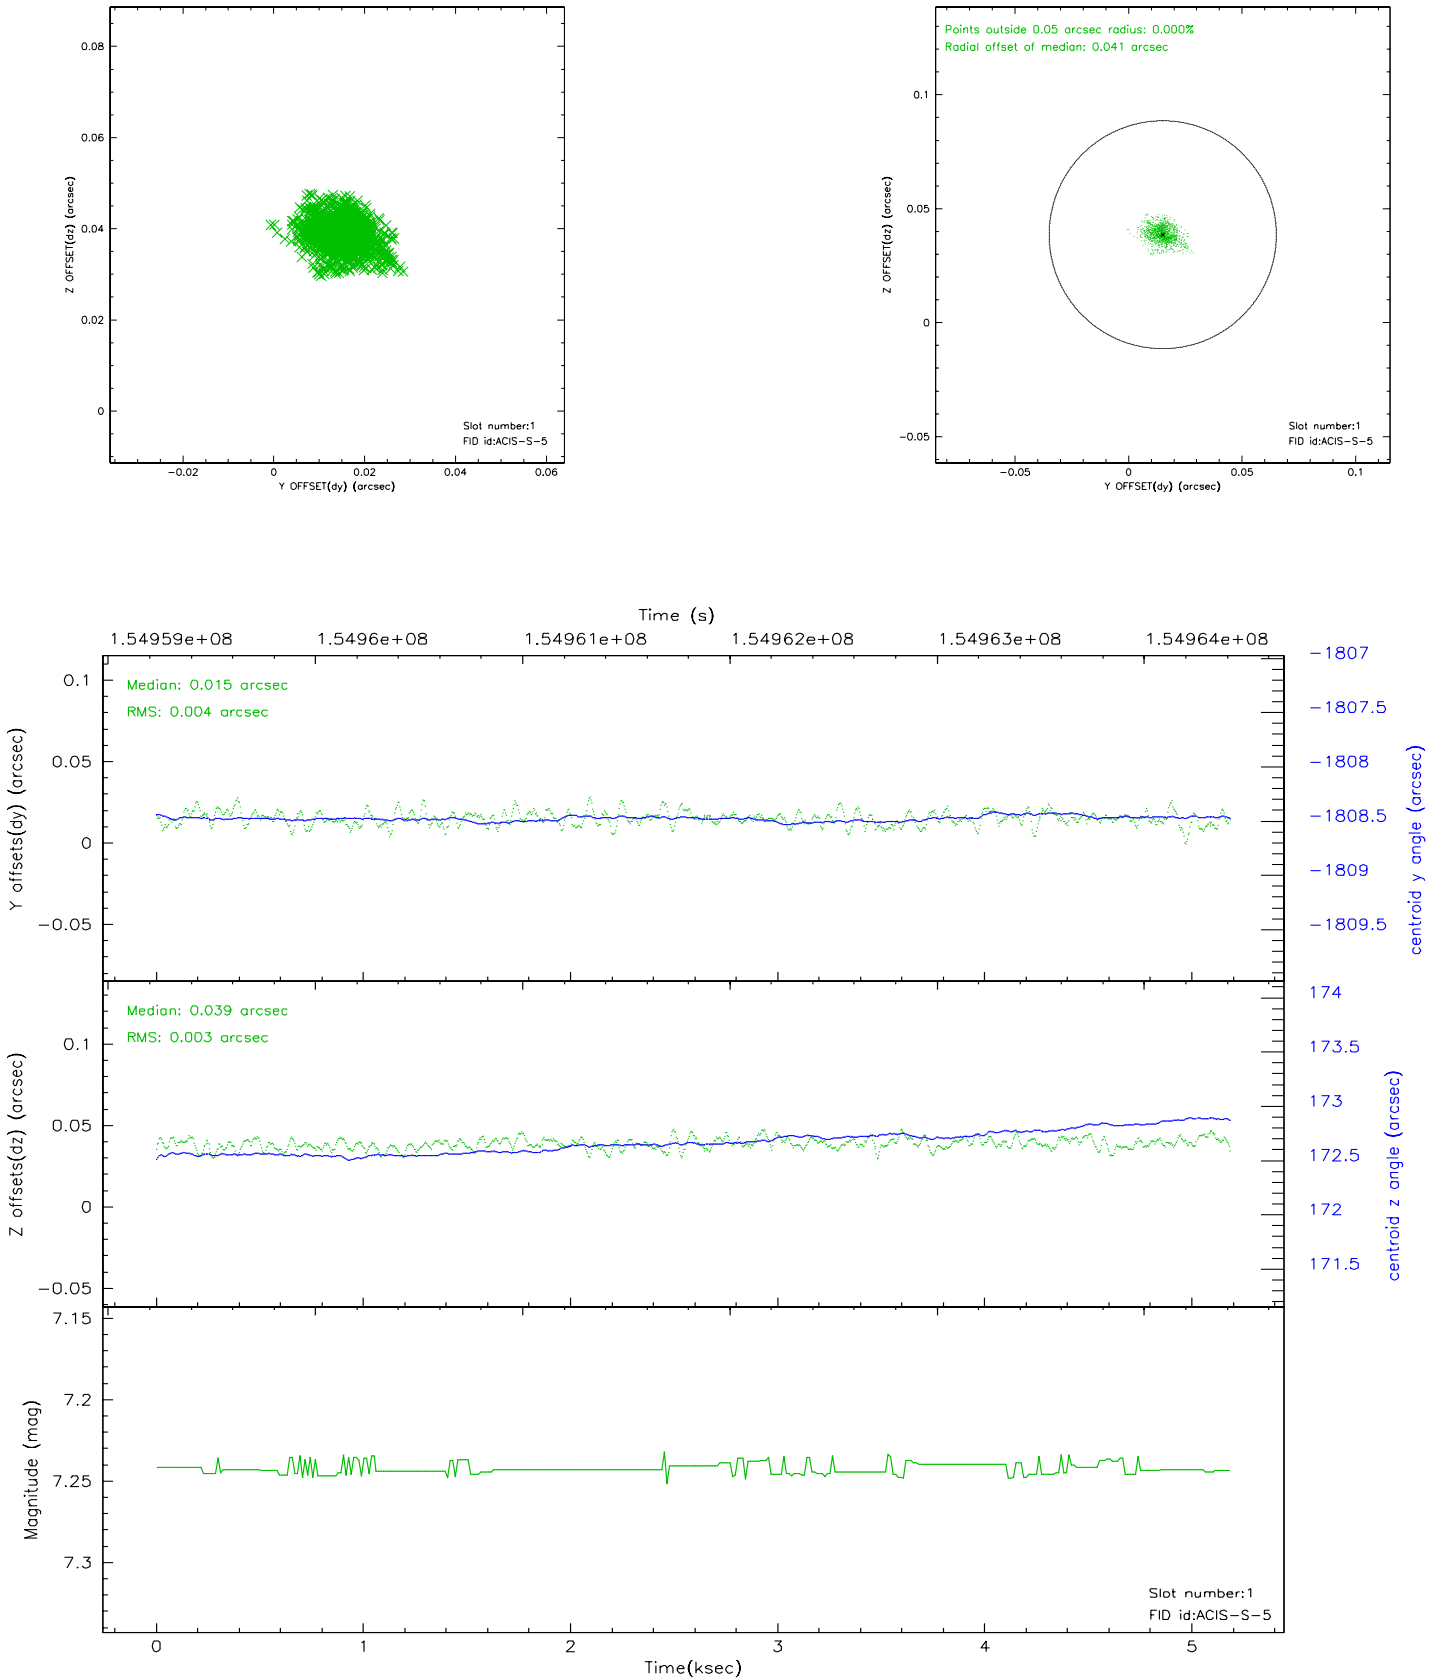 0.08
0.06
0.04
0.02
0
Z OFFSET(dz) (arcsec)
Slot number:1
FID id:ACIS-S-5
-0.02 0 0.02 0.04 0.06
Y OFFSET(dy) (arcsec)
Points outside 0.05 arcsec radius: 0.000%
Radial offset of median: 0.041 arcsec
0.1
0.05
0
-0.05
Z OFFSET(dz) (arcsec)
Slot number:1
FID id:ACIS-S-5
-0.05 0 0.05 0.1
Y OFFSET(dy) (arcsec)
Time (s)
1.54959e+08 1.5496e+08 1.54961e+08 1.54962e+08 1.54963e+08 1.54964e+08
Median: 0.015 arcsec
RMS: 0.004 arcsec
0.1
0.05
0
-0.05
Y offsets(dy) (arcsec)
-1807
-1807.5
-1808
-1808.5
-1809
-1809.5
centroid y angle (arcsec)
Median: 0.039 arcsec
RMS: 0.003 arcsec
0.1
0.05
0
-0.05
Z offsets(dz) (arcsec)
174
173.5
173
172.5
172
171.5
centroid z angle (arcsec)
7.15
7.2
7.25
7.3
Magnitude (mag)
Slot number:1
FID id:ACIS-S-5
0 1 2 3 4 5
Time(ksec)